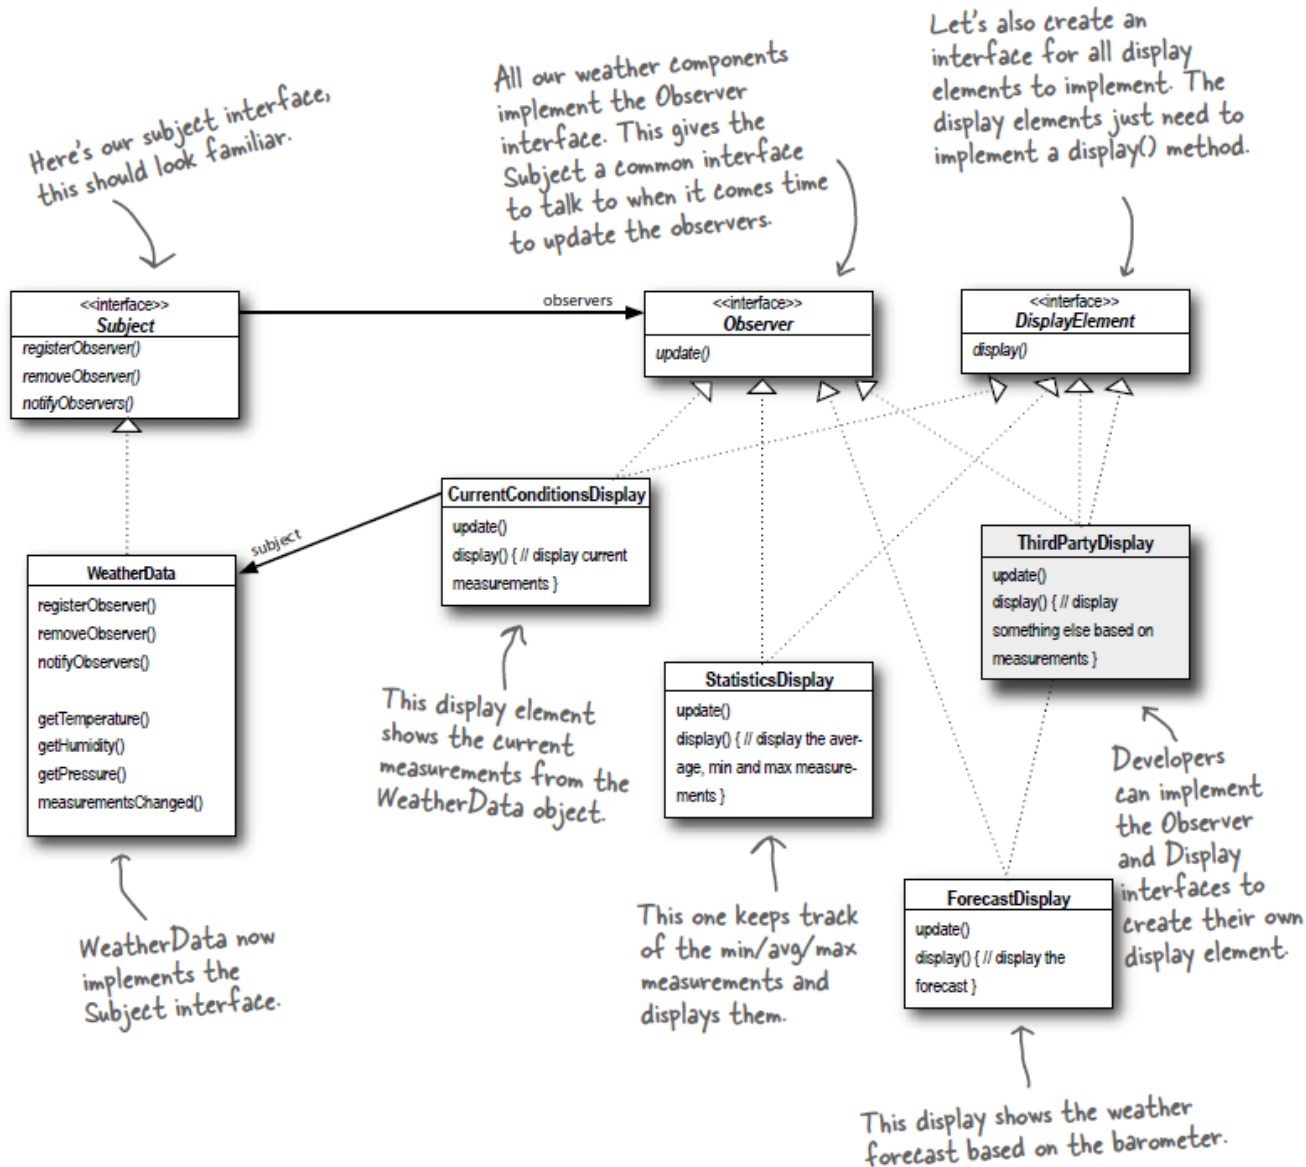 Here's our subject interface,
this should look familiar.
All our weather components
implement the Observer
interface. This gives the
Subject a common interface
to talk to when it comes time
to update the observers.
Let's also create an
interface for all display
elements to implement. The
display elements just need to
implement a display() method.
<<interface>>
Subject
registerObserver()
removeObserver()
notifyObservers()
observers
<<interface>>
Observer
update()
<<interface>>
DisplayElement
display()
subject
CurrentConditionsDisplay
update()
display() { // display current
measurements }
WeatherData
registerObserver()
removeObserver()
notifyObservers()
getTemperature()
getHumidity()
getPressure()
measurementsChanged()
ThirdPartyDisplay
update()
display() { // display
something else based on
measurements }
StatisticsDisplay
update()
display() { // display the aver-
age, min and max measure-
ments }
This display element
shows the current
measurements from the
WeatherData object.
Developers
can implement
the Observer
and Display
interfaces to
create their own
display element.
ForecastDisplay
update()
display() { // display the
forecast }
WeatherData now
implements the
Subject interface.
This one keeps track
of the min/avg/max
measurements and
displays them.
This display shows the weather
forecast based on the barometer.